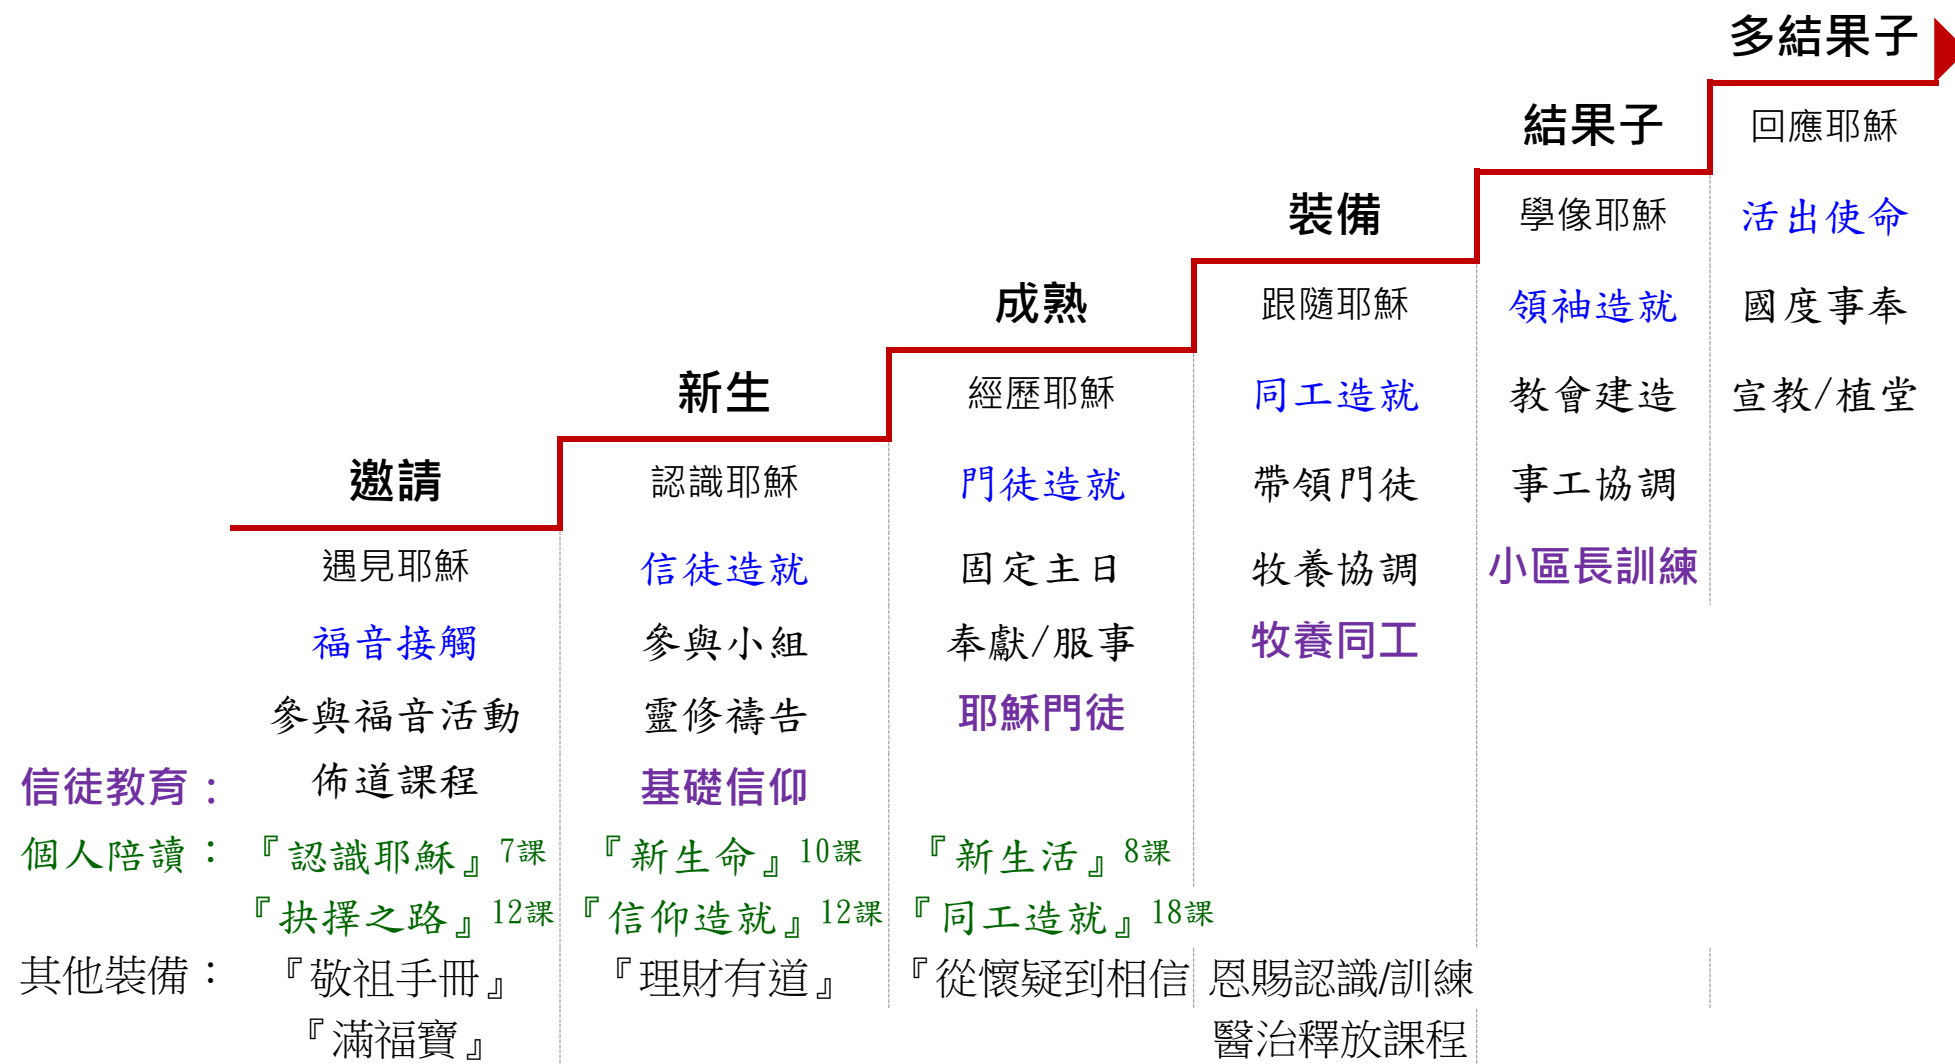 多結果子
結果子 回應耶穌
裝備 學像耶穌 活出使命
成熟 跟隨耶穌 領袖造就 國度事奉
新生 經歷耶穌 同工造就 教會建造 宣教/植堂
邀請 認識耶穌 門徒造就 帶領門徒 事工協調
遇見耶穌 信徒造就 固定主日 牧養協調 小區長訓練
福音接觸 參與小組 奉獻/服事 牧養同工
參與福音活動 靈修禱告 耶穌門徒
信徒教育： 佈道課程 基礎信仰
個人陪讀： 『認識耶穌』7課 『新生命』10課 『新生活』8課
『抉擇之路』12課 『信仰造就』12課 『同工造就』18課
其他裝備： 『敬祖手冊』 『理財有道』 『從懷疑到相信 恩賜認識/訓練
『滿福寶』 醫治釋放課程